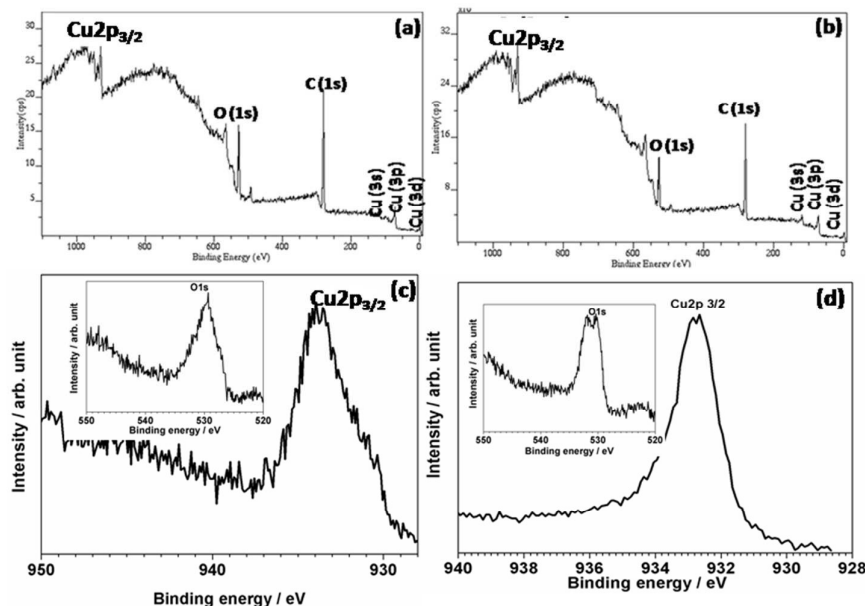 (a)
Cu2p3/2
C (1s)
O (1s)
Cu (3s)
Cu (3p)
Cu (3d)
Intensity(cps)
30
25
20
15
10
5
1000 800 600 400 200 0
Binding Energy (eV)
(b)
Cu2p3/2
C (1s)
O (1s)
Cu (3s)
Cu (3p)
Cu (3d)
Intensity(cps)
32
24
16
8
1000 800 600 400 200 0
Binding Energy (eV)
(c)
Cu2p3/2
O1s
Intensity / arb. unit
550 540 530 520
Binding energy / eV
Intensity / arb. unit
950 940 930
Binding energy / eV
(d)
Cu2p 3/2
O1s
Intensity / arb. unit
550 540 530 520
Binding energy / eV
Intensity / arb. unit
940 938 936 934 932 930 928
Binding energy / eV